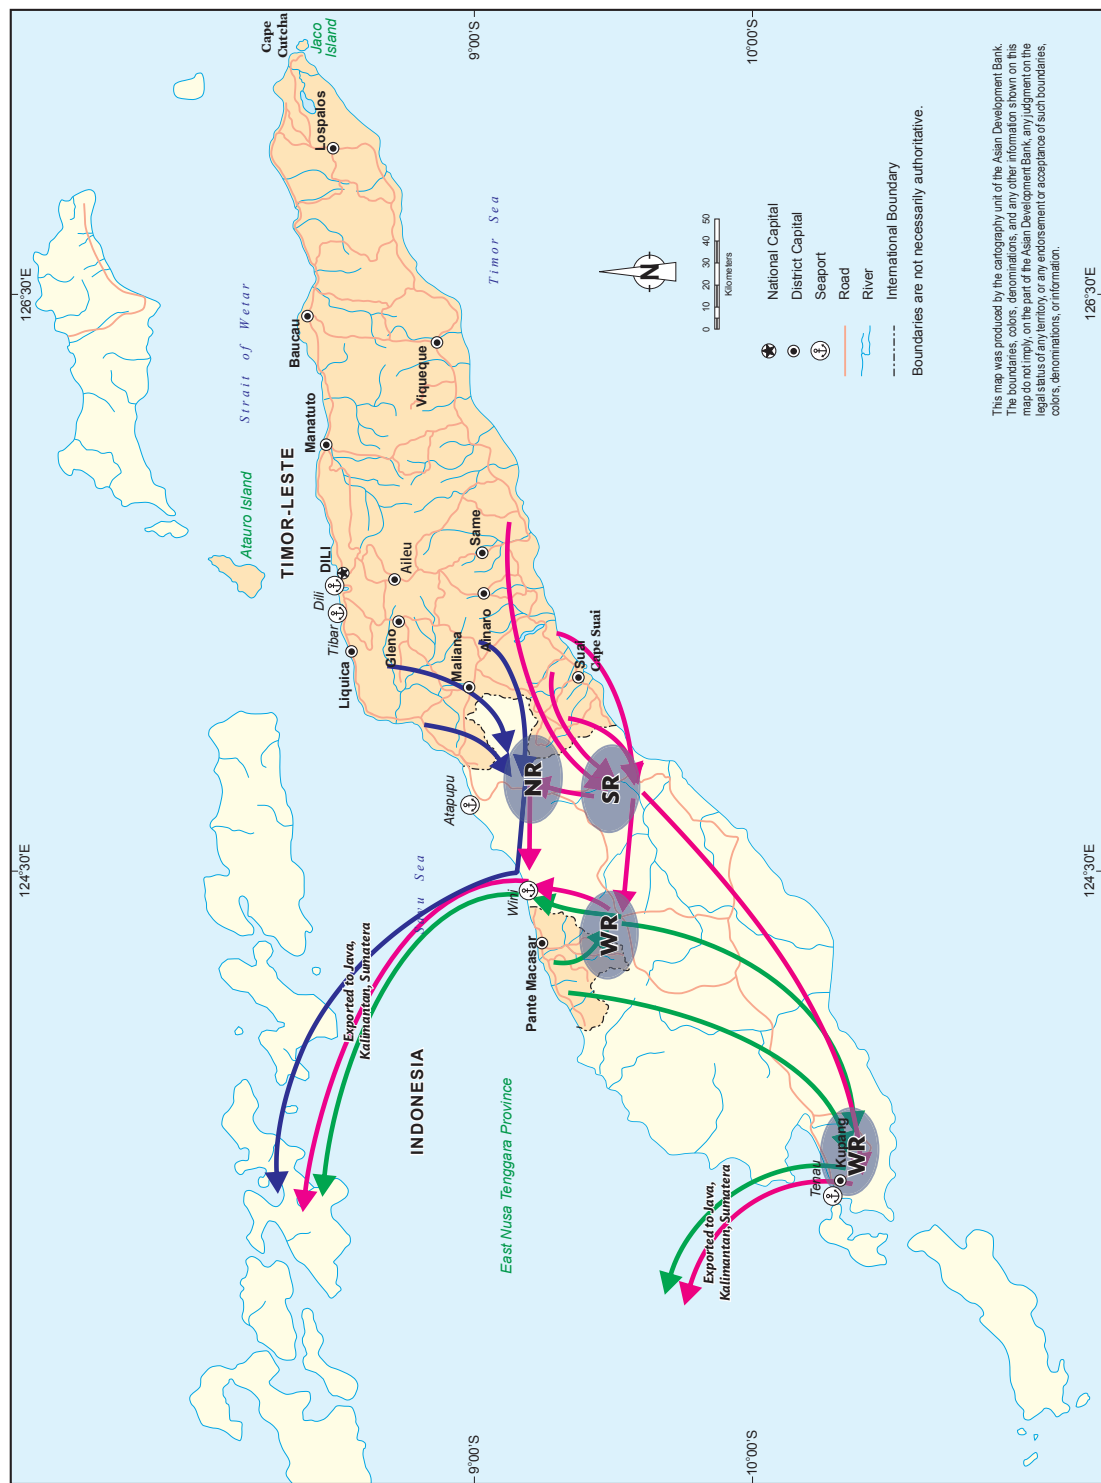 126°30'E
124°30'E
9°00'S
10°00'S
Cape
Cutcha
Jaco
Island
Lospalos
Strait of Wetar
Timor Sea
Baucau
Viqueque
Manatuto
Atauro Island
TIMOR-LESTE
DILI
Dili
Tibar
Aileu
Same
Liquica
Gleno
Ainaro
Maliana
Suai
Cape Suai
Atapupu
NR
SR
Savu Sea
Wini
WR
Pante Macasar
Exported to Java,
Kalimantan, Sumatera
INDONESIA
East Nusa Tenggara Province
Exported to Java,
Kalimantan, Sumatera
Tenau
Kupang
WR
N
0 10 20 30 40 50
Kilometers
National Capital
District Capital
Seaport
Road
River
International Boundary
Boundaries are not necessarily authoritative.
This map was produced by the cartography unit of the Asian Development Bank.
The boundaries, colors, denominations, and any other information shown on this
map do not imply, on the part of the Asian Development Bank, any judgment on the
legal status of any territory, or any endorsement or acceptance of such boundaries,
colors, denominations, or information.
9°00'S
10°00'S
124°30'E
126°30'E